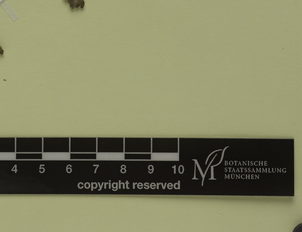 4 5 6 7 8 9 10
copyright reserved
M
BOTANISCHE
STAATSSAMMLUNG
MÜNCHEN